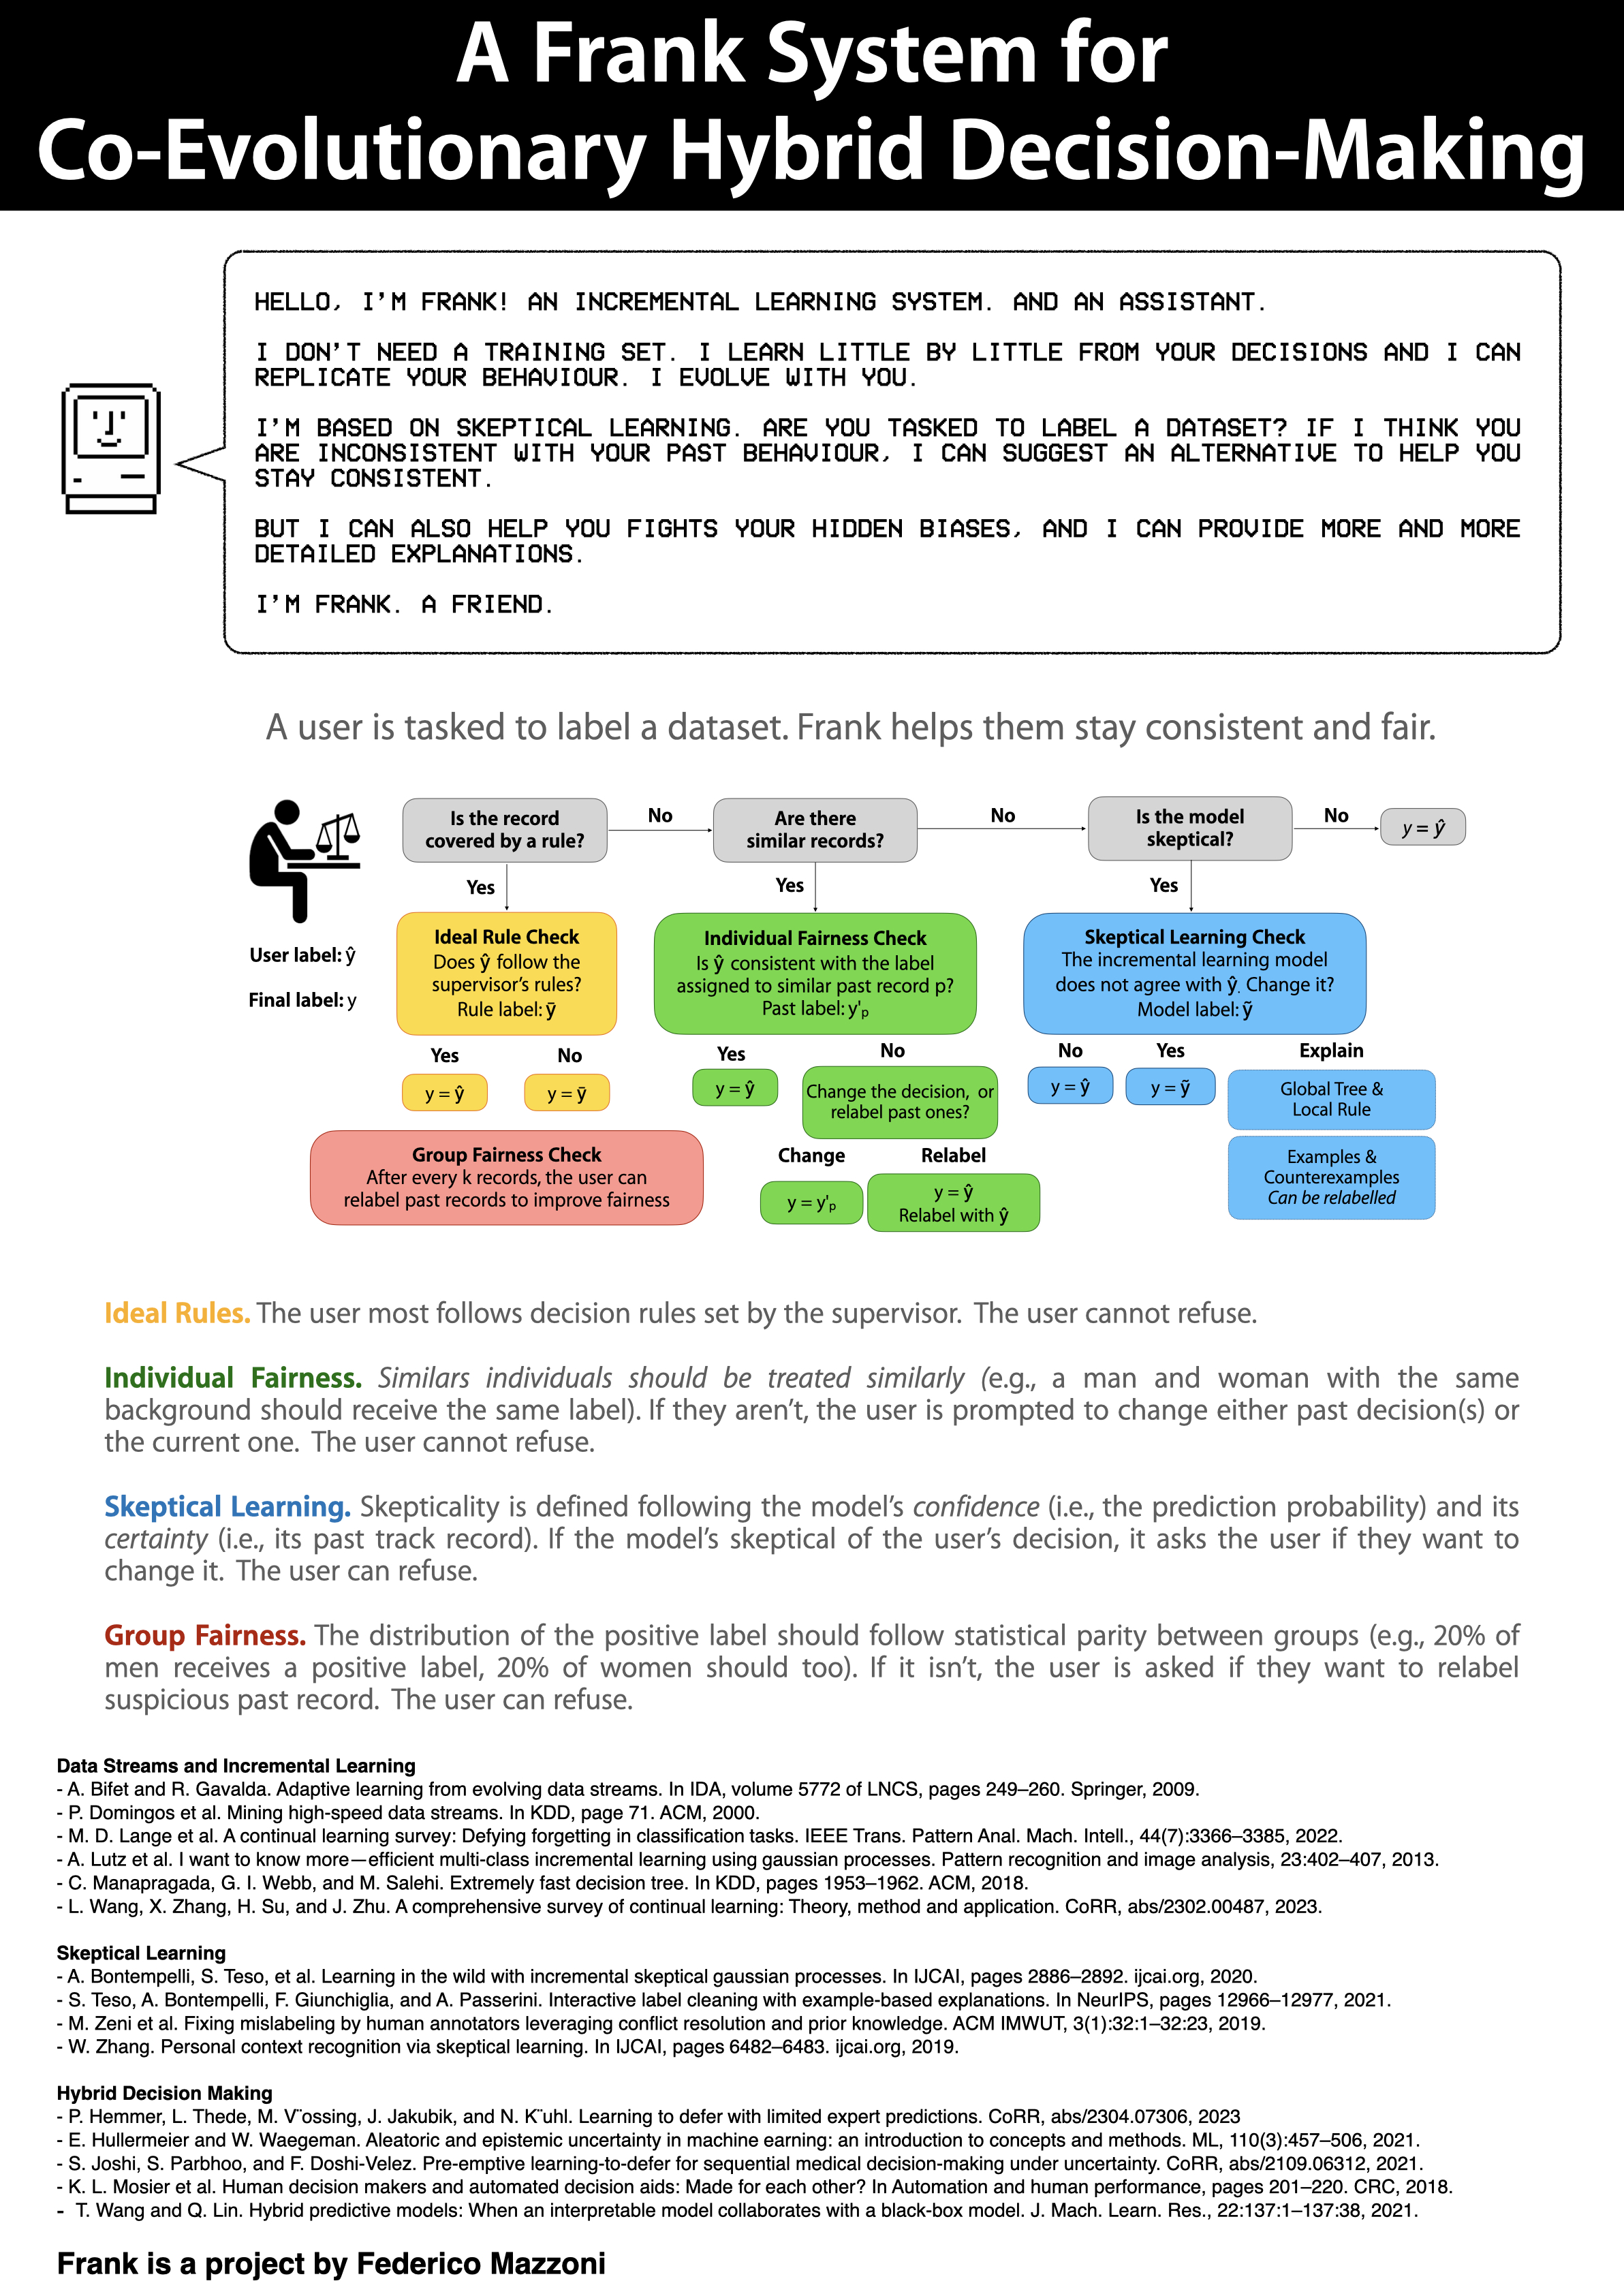 A Frank System for
Co-Evolutionary Hybrid Decision-Making
HELLO, I'M FRANK! AN INCREMENTAL LEARNING SYSTEM. AND AN ASSISTANT.
I DON'T NEED A TRAINING SET. I LEARN LITTLE BY LITTLE FROM YOUR DECISIONS AND I CAN
REPLICATE YOUR BEHAVIOUR. I EVOLVE WITH YOU.
I'M BASED ON SKEPTICAL LEARNING. ARE YOU TASKED TO LABEL A DATASET? IF I THINK YOU
ARE INCONSISTENT WITH YOUR PAST BEHAVIOUR, I CAN SUGGEST AN ALTERNATIVE TO HELP YOU
STAY CONSISTENT.
BUT I CAN ALSO HELP YOU FIGHTS YOUR HIDDEN BIASES, AND I CAN PROVIDE MORE AND MORE
DETAILED EXPLANATIONS.
I'M FRANK. A FRIEND.
A user is tasked to label a dataset. Frank helps them stay consistent and fair.
Is the record
covered by a rule?
No
Are there
similar records?
No
Is the model
skeptical?
No
y = ŷ
Yes
Yes
Yes
User label: ŷ
Final label: y
Ideal Rule Check
Does ŷ follow the
supervisor's rules?
Rule label: ȳ
Individual Fairness Check
Is ŷ consistent with the label
assigned to similar past record p?
Past label: y'p
Skeptical Learning Check
The incremental learning model
does not agree with ŷ. Change it?
Model label: ỹ
Yes
No
y = ŷ
y = ȳ
Yes
No
y = ŷ
Change the decision, or
relabel past ones?
No
Yes
Explain
y = ŷ
y = ỹ
Global Tree &
Local Rule
Group Fairness Check
After every k records, the user can
relabel past records to improve fairness
Change
Relabel
y = y'p
y = ŷ
Relabel with ŷ
Examples &
Counterexamples
Can be relabelled
Ideal Rules. The user most follows decision rules set by the supervisor. The user cannot refuse.
Individual Fairness. Similars individuals should be treated similarly (e.g., a man and woman with the same
background should receive the same label). If they aren't, the user is prompted to change either past decision(s) or
the current one. The user cannot refuse.
Skeptical Learning. Skepticality is defined following the model's confidence (i.e., the prediction probability) and its
certainty (i.e., its past track record). If the model's skeptical of the user's decision, it asks the user if they want to
change it. The user can refuse.
Group Fairness. The distribution of the positive label should follow statistical parity between groups (e.g., 20% of
men receives a positive label, 20% of women should too). If it isn't, the user is asked if they want to relabel
suspicious past record. The user can refuse.
Data Streams and Incremental Learning
- A. Bifet and R. Gavalda. Adaptive learning from evolving data streams. In IDA, volume 5772 of LNCS, pages 249–260. Springer, 2009.
- P. Domingos et al. Mining high-speed data streams. In KDD, page 71. ACM, 2000.
- M. D. Lange et al. A continual learning survey: Defying forgetting in classification tasks. IEEE Trans. Pattern Anal. Mach. Intell., 44(7):3366–3385, 2022.
- A. Lutz et al. I want to know more—efficient multi-class incremental learning using gaussian processes. Pattern recognition and image analysis, 23:402–407, 2013.
- C. Manapragada, G. I. Webb, and M. Salehi. Extremely fast decision tree. In KDD, pages 1953–1962. ACM, 2018.
- L. Wang, X. Zhang, H. Su, and J. Zhu. A comprehensive survey of continual learning: Theory, method and application. CoRR, abs/2302.00487, 2023.
Skeptical Learning
- A. Bontempelli, S. Teso, et al. Learning in the wild with incremental skeptical gaussian processes. In IJCAI, pages 2886–2892. ijcai.org, 2020.
- S. Teso, A. Bontempelli, F. Giunchiglia, and A. Passerini. Interactive label cleaning with example-based explanations. In NeurIPS, pages 12966–12977, 2021.
- M. Zeni et al. Fixing mislabeling by human annotators leveraging conflict resolution and prior knowledge. ACM IMWUT, 3(1):32:1–32:23, 2019.
- W. Zhang. Personal context recognition via skeptical learning. In IJCAI, pages 6482–6483. ijcai.org, 2019.
Hybrid Decision Making
- P. Hemmer, L. Thede, M. V¨ossing, J. Jakubik, and N. K¨uhl. Learning to defer with limited expert predictions. CoRR, abs/2304.07306, 2023
- E. Hullermeier and W. Waegeman. Aleatoric and epistemic uncertainty in machine earning: an introduction to concepts and methods. ML, 110(3):457–506, 2021.
- S. Joshi, S. Parbhoo, and F. Doshi-Velez. Pre-emptive learning-to-defer for sequential medical decision-making under uncertainty. CoRR, abs/2109.06312, 2021.
- K. L. Mosier et al. Human decision makers and automated decision aids: Made for each other? In Automation and human performance, pages 201–220. CRC, 2018.
- T. Wang and Q. Lin. Hybrid predictive models: When an interpretable model collaborates with a black-box model. J. Mach. Learn. Res., 22:137:1–137:38, 2021.
Frank is a project by Federico Mazzoni